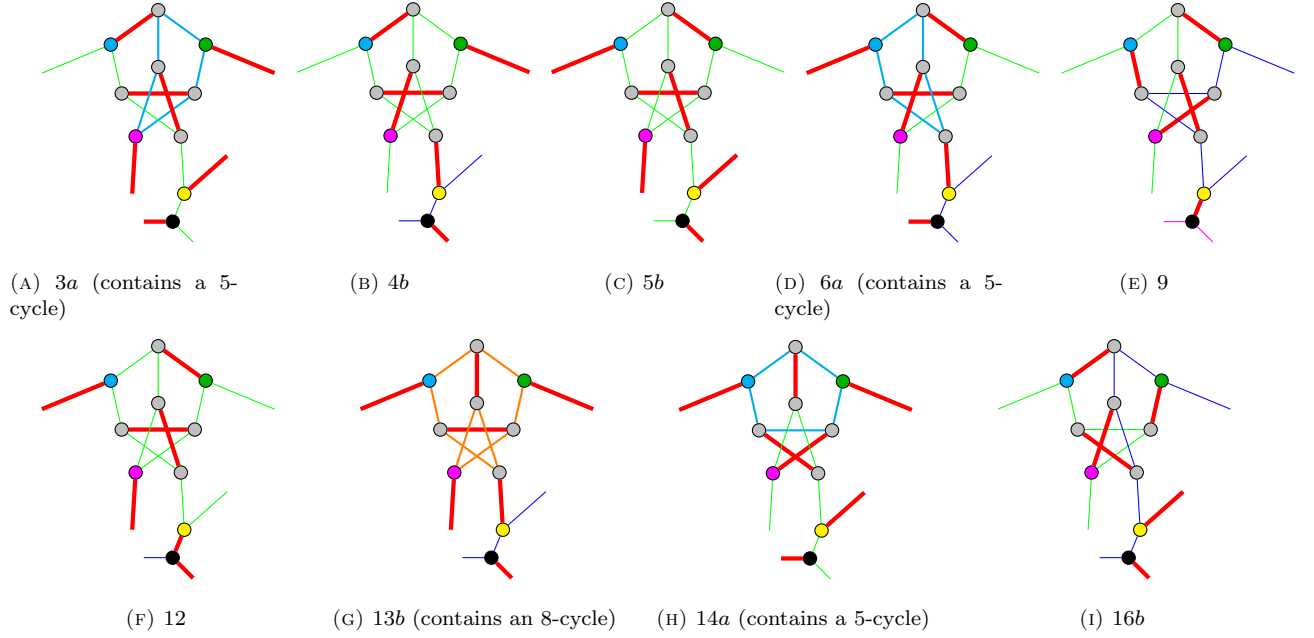 (A) 3a (contains a 5-
cycle)
(B) 4b
(C) 5b
(D) 6a (contains a 5-
cycle)
(E) 9
(F) 12
(G) 13b (contains an 8-cycle)
(H) 14a (contains a 5-cycle)
(I) 16b